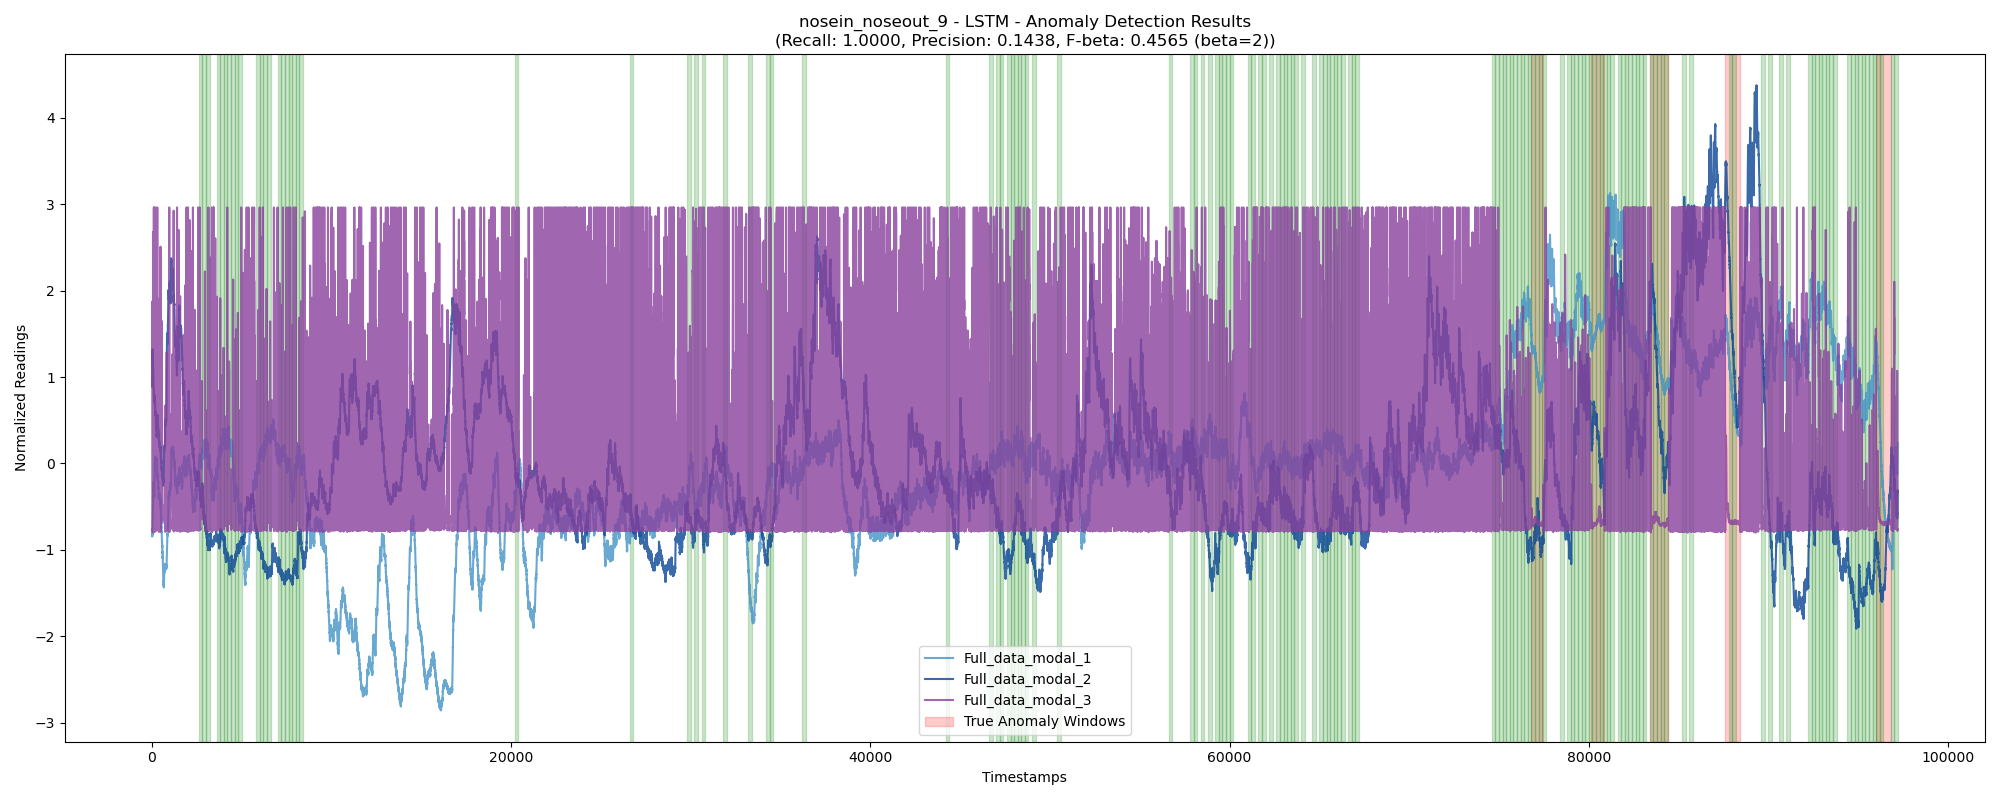 nosein_noseout_9 - LSTM - Anomaly Detection Results
(Recall: 1.0000, Precision: 0.1438, F-beta: 0.4565 (beta=2))
Normalized Readings
4
3
2
1
0
−1
−2
−3
Full_data_modal_1
Full_data_modal_2
Full_data_modal_3
True Anomaly Windows
0
20000
40000
60000
80000
100000
Timestamps